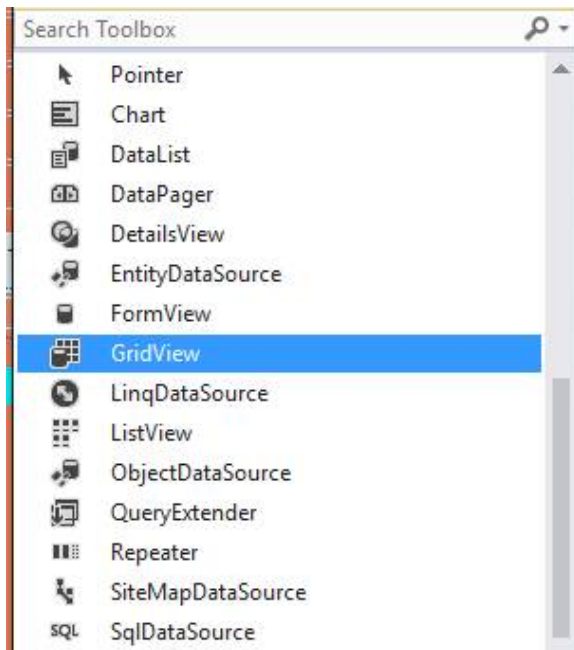 Search Toolbox
Pointer
Chart
DataList
DataPager
DetailsView
EntityDataSource
FormView
GridView
LinqDataSource
ListView
ObjectDataSource
QueryExtender
Repeater
SiteMapDataSource
SQL SqlDataSource